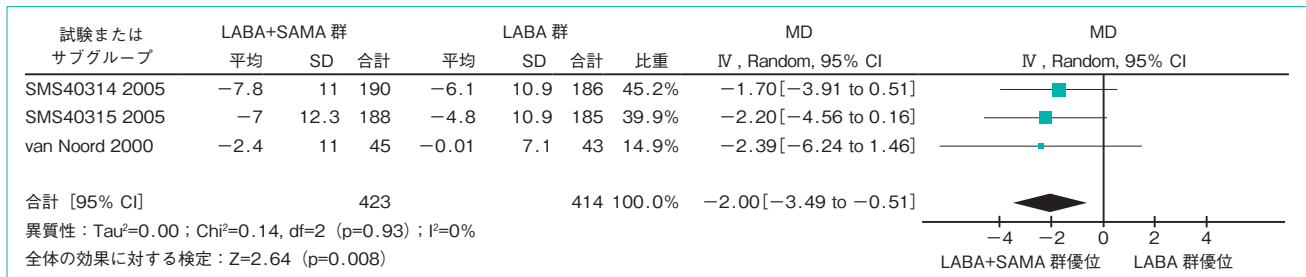 試験または
サブグループ
LABA+SAMA 群 LABA 群 MD MD
平均 SD 合計 平均 SD 合計 比重 Ⅳ , Random, 95% CI Ⅳ , Random, 95% CI
SMS40314 2005 −7.8 11 190 −6.1 10.9 186 45.2% −1.70[−3.91 to 0.51]
SMS40315 2005 −7 12.3 188 −4.8 10.9 185 39.9% −2.20[−4.56 to 0.16]
van Noord 2000 −2.4 11 45 −0.01 7.1 43 14.9% −2.39[−6.24 to 1.46]
合計[95% CI] 423 414 100.0% −2.00[−3.49 to −0.51]
異質性:Tau²=0.00;Chi²=0.14, df=2(p=0.93);I²=0%
全体の効果に対する検定:Z=2.64(p=0.008)
−4 −2 0 2 4
LABA+SAMA 群優位 LABA 群優位